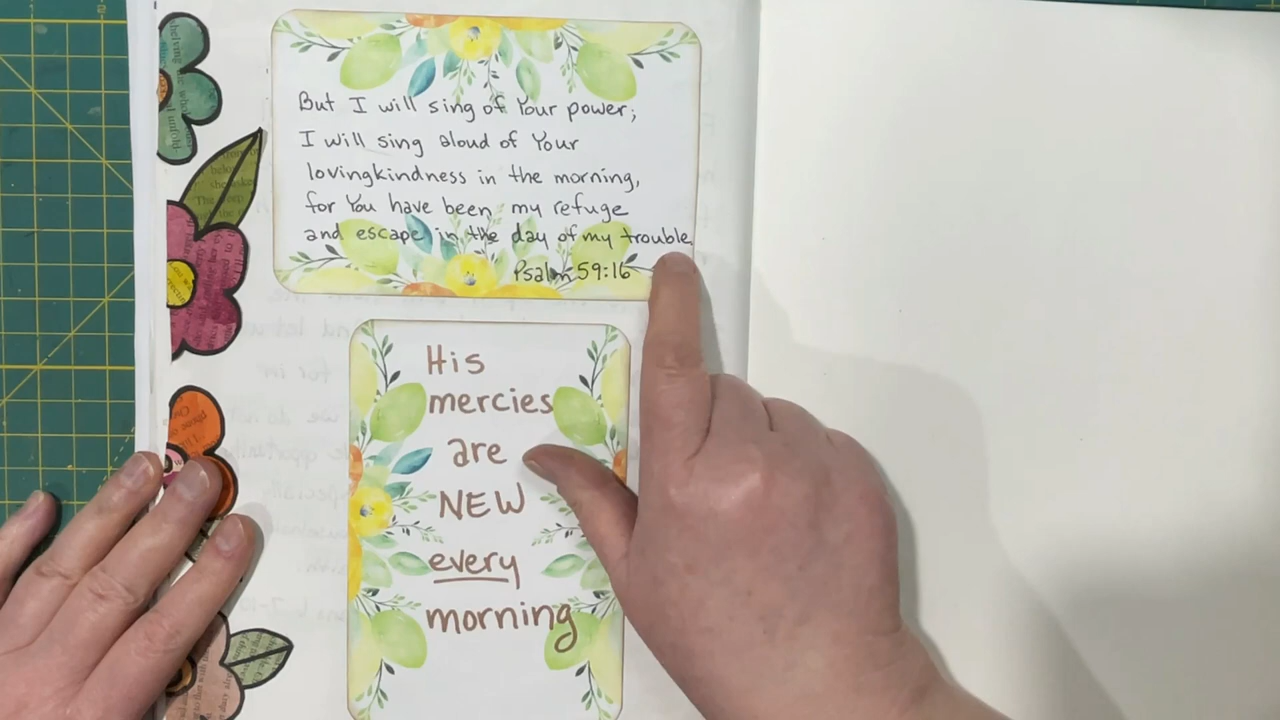 But I will sing of Your power;
I will sing aloud of Your
lovingkindness in the morning,
for You have been my refuge
and escape in the day of my trouble.
Psalm 59:16
His
mercies
are
NEW
every
morning